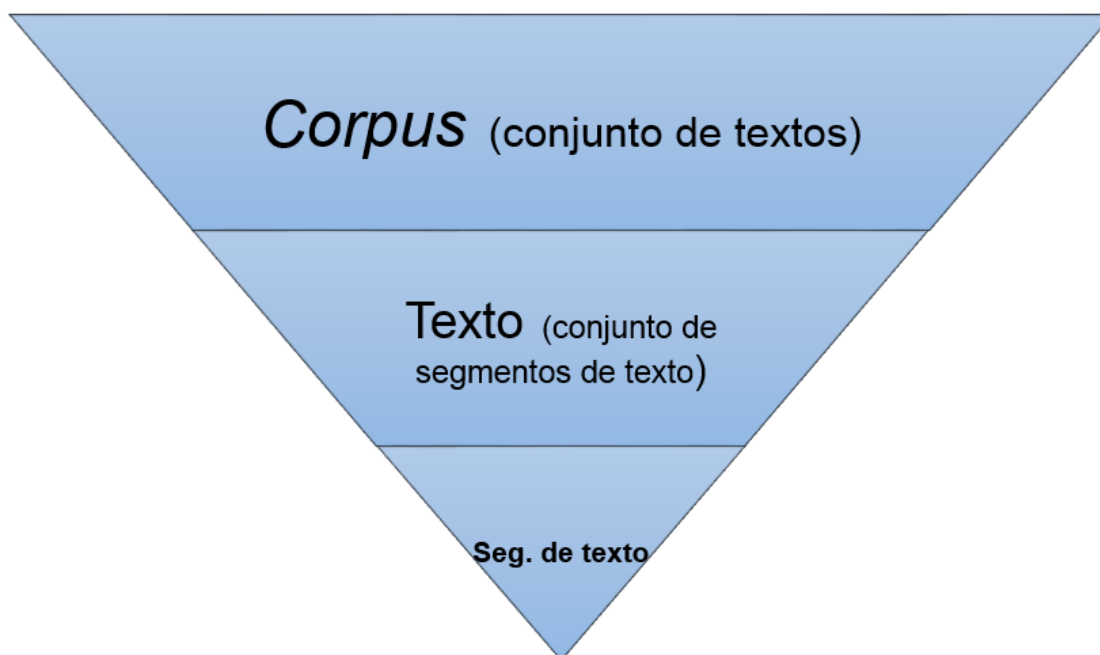 Corpus (conjunto de textos)
Texto (conjunto de
segmentos de texto)
Seg. de texto